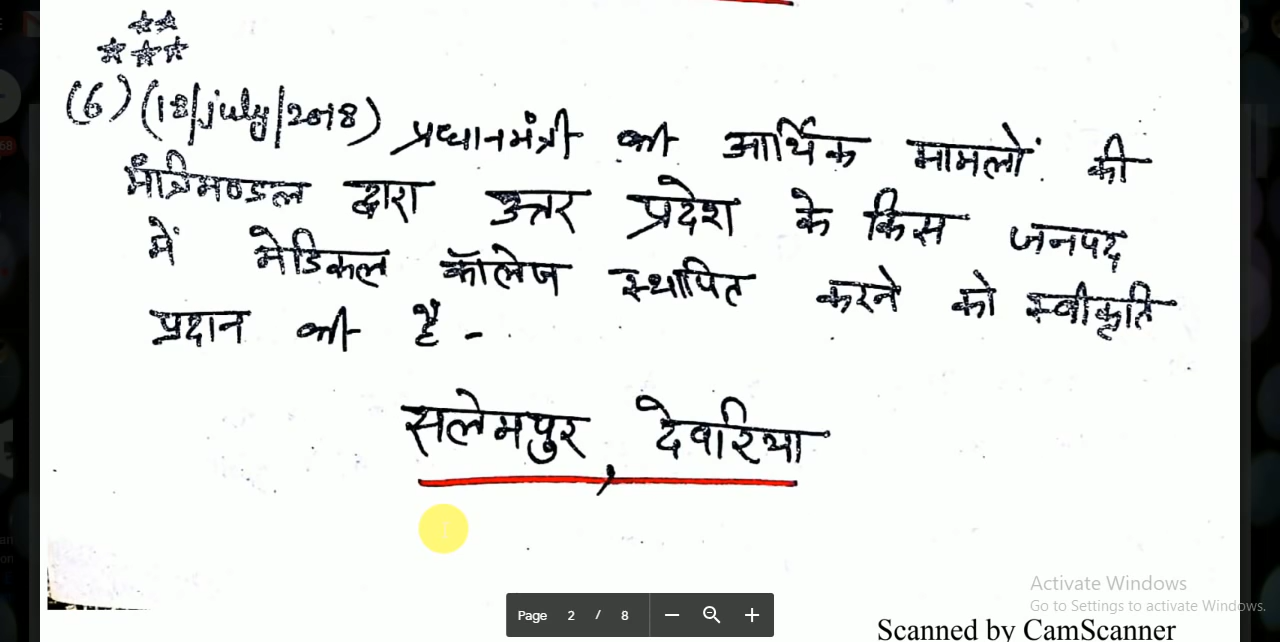 (6) (18/july/2018) प्रधानमंत्री की आर्थिक मामलों की
मंत्रिमण्डल द्वारा उत्तर प्रदेश के किस जनपद
में मेडिकल कॉलेज स्थापित करने को स्वीकृति
प्रदान की है -
सलेमपुर, देवरिया
Activate Windows
Go to Settings to activate Windows.
Page 2 / 8
Scanned by CamScanner